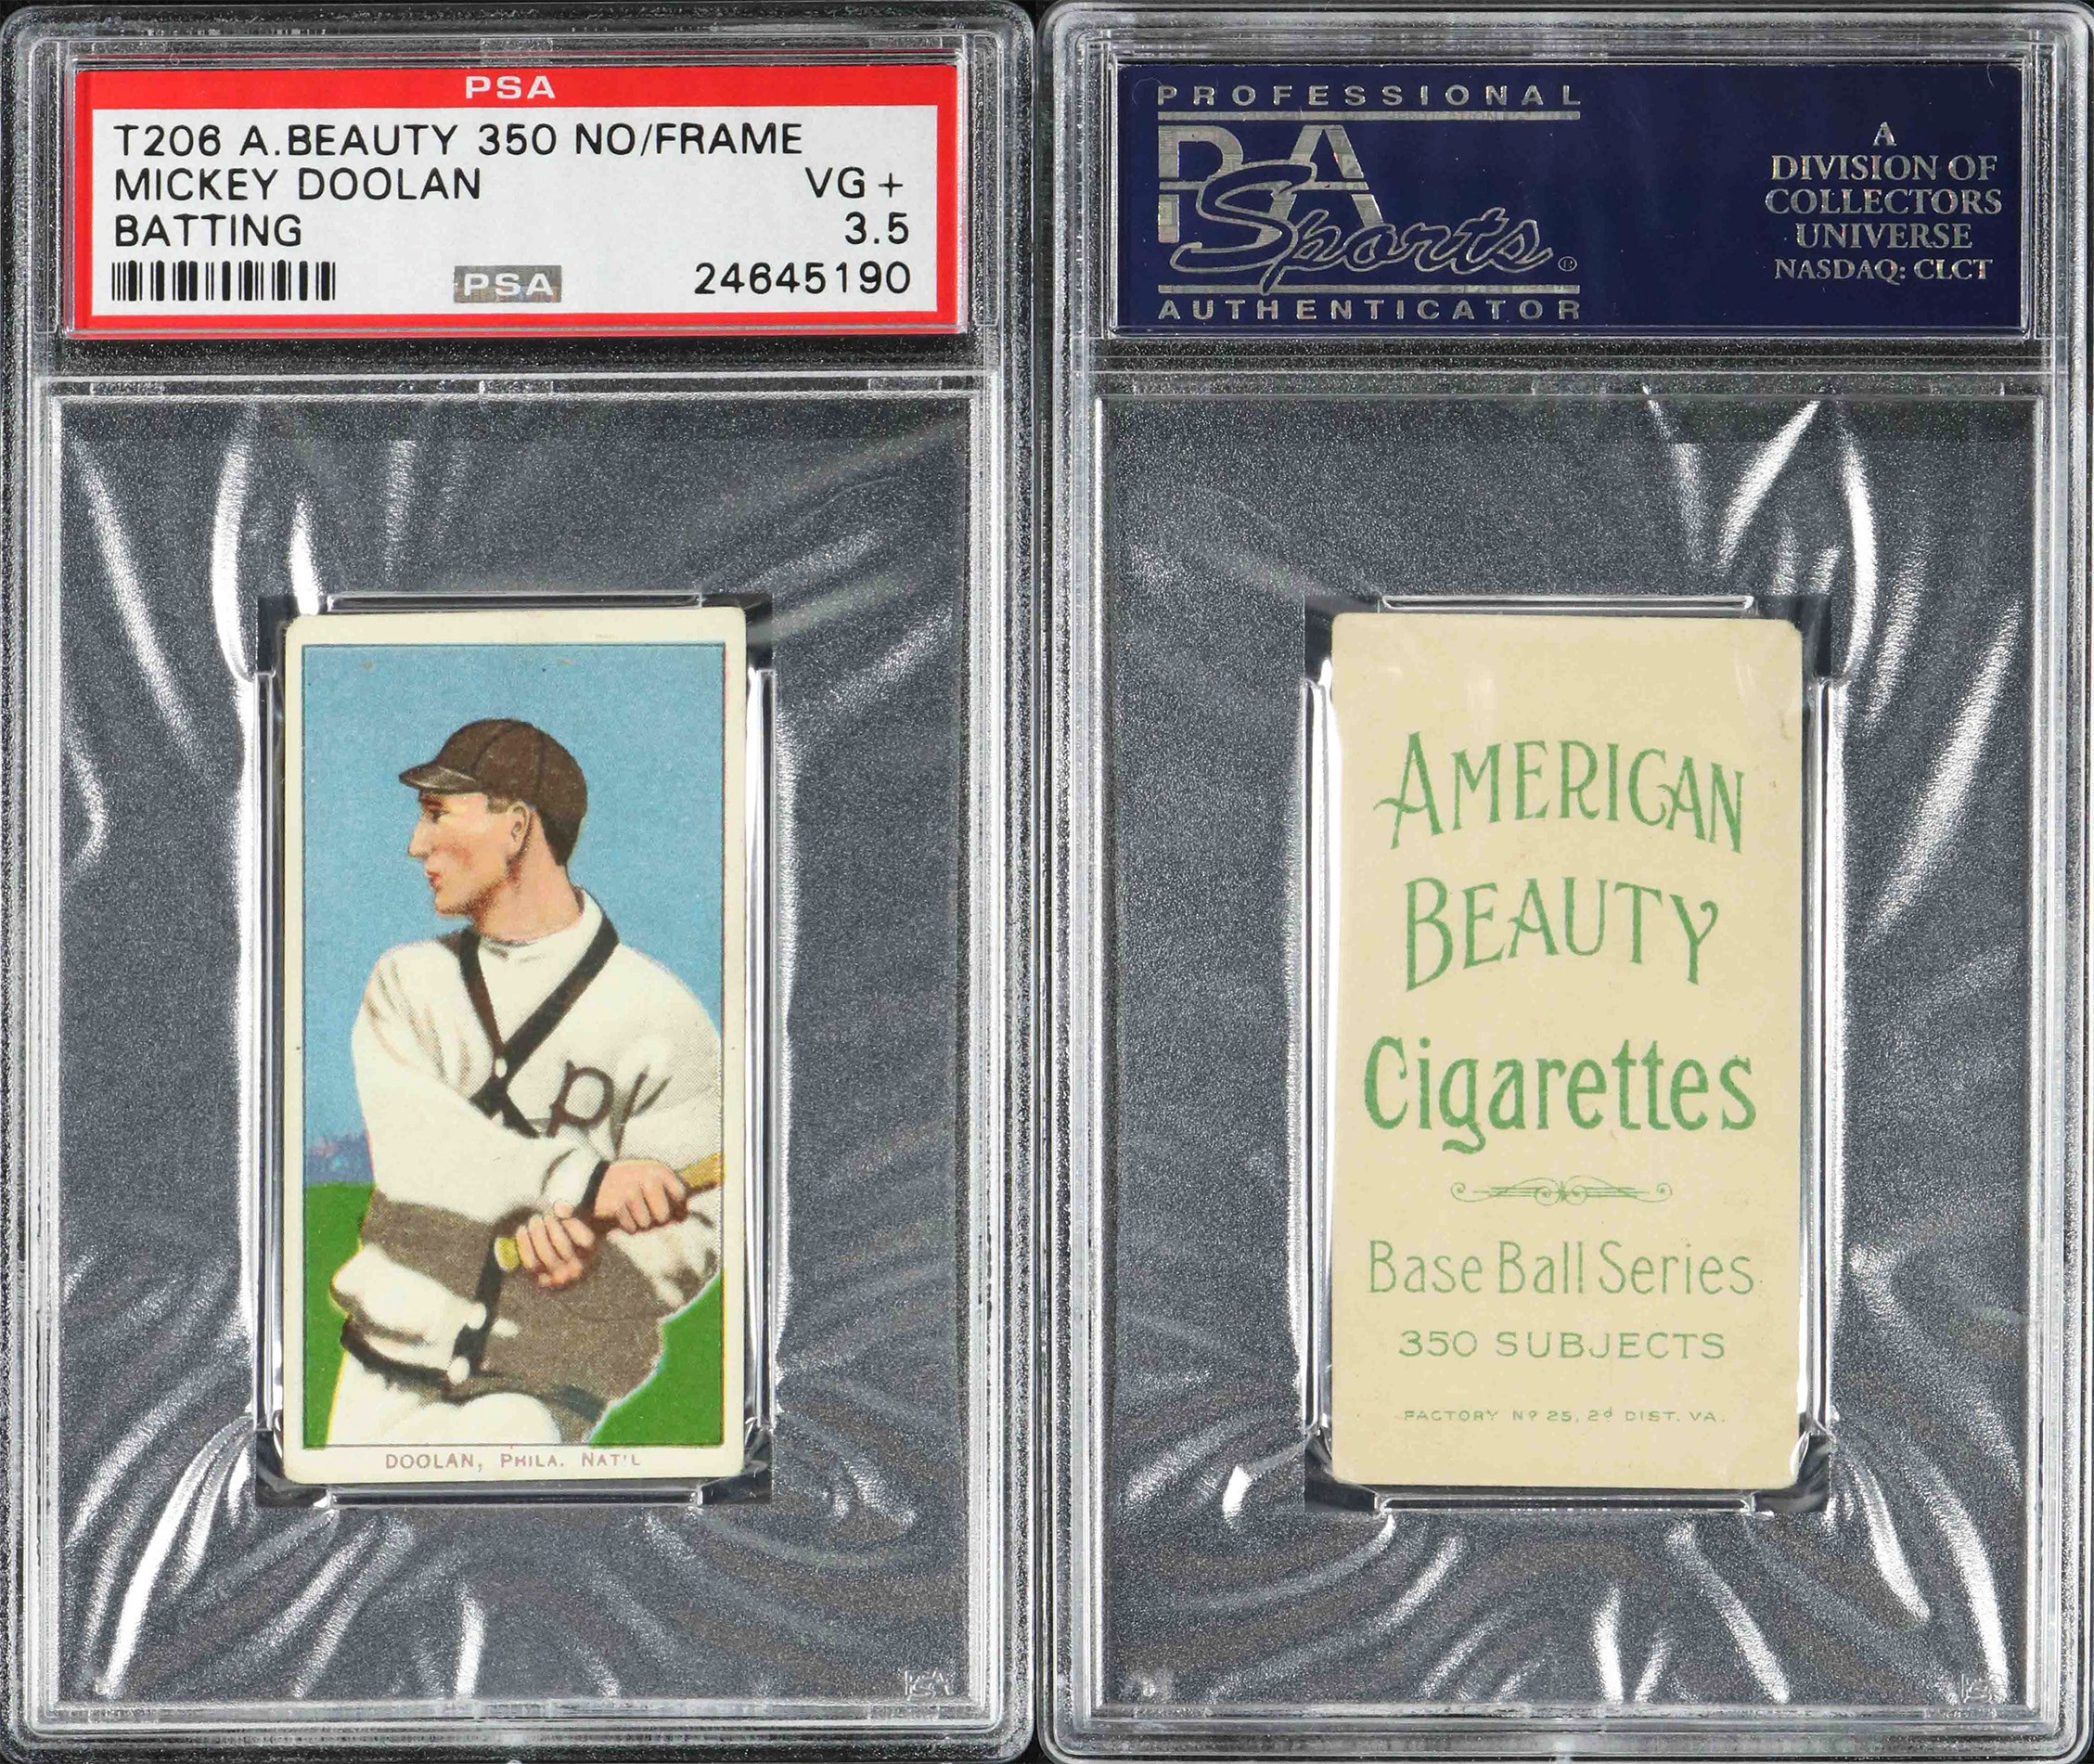 PSA
T206 A.BEAUTY 350 NO/FRAME
MICKEY DOOLAN VG+
BATTING 3.5
PSA 24645190
P
DOOLAN, PHILA. NAT'L
PROFESSIONAL
PSA
Sports®
AUTHENTICATOR
A
DIVISION OF
COLLECTORS
UNIVERSE
NASDAQ: CLCT
AMERICAN
BEAUTY
Cigarettes
Base Ball Series
350 SUBJECTS
FACTORY Nº 25, 2d DIST. VA.
PSA